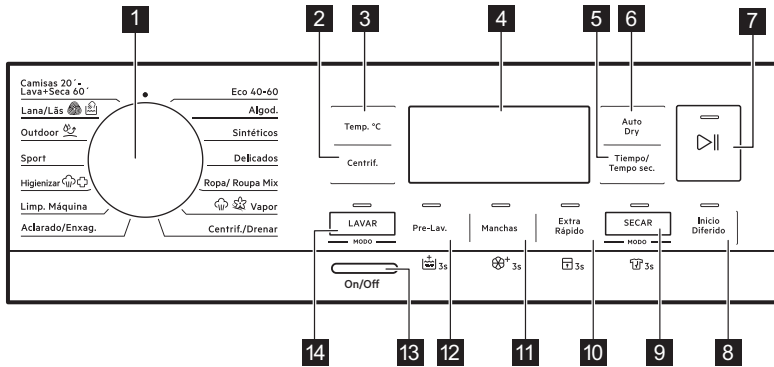 1
2
3
4
5
6
7
Camisas 20´-
Lava+Seca 60´
Lana/Lãs
Outdoor
Sport
Higienizar
Limp. Máquina
Aclarado/Enxag.
Eco 40-60
Algod.
Sintéticos
Delicados
Ropa/ Roupa Mix
Vapor
Centrif./Drenar
Temp. °C
Centrif.
Auto
Dry
Tiempo/
Tempo sec.
LAVAR
MODO
Pre-Lav.
Manchas
Extra
Rápido
SECAR
MODO
Inicio
Diferido
On/Off
3s
3s
3s
3s
14
13
12
11
10
9
8